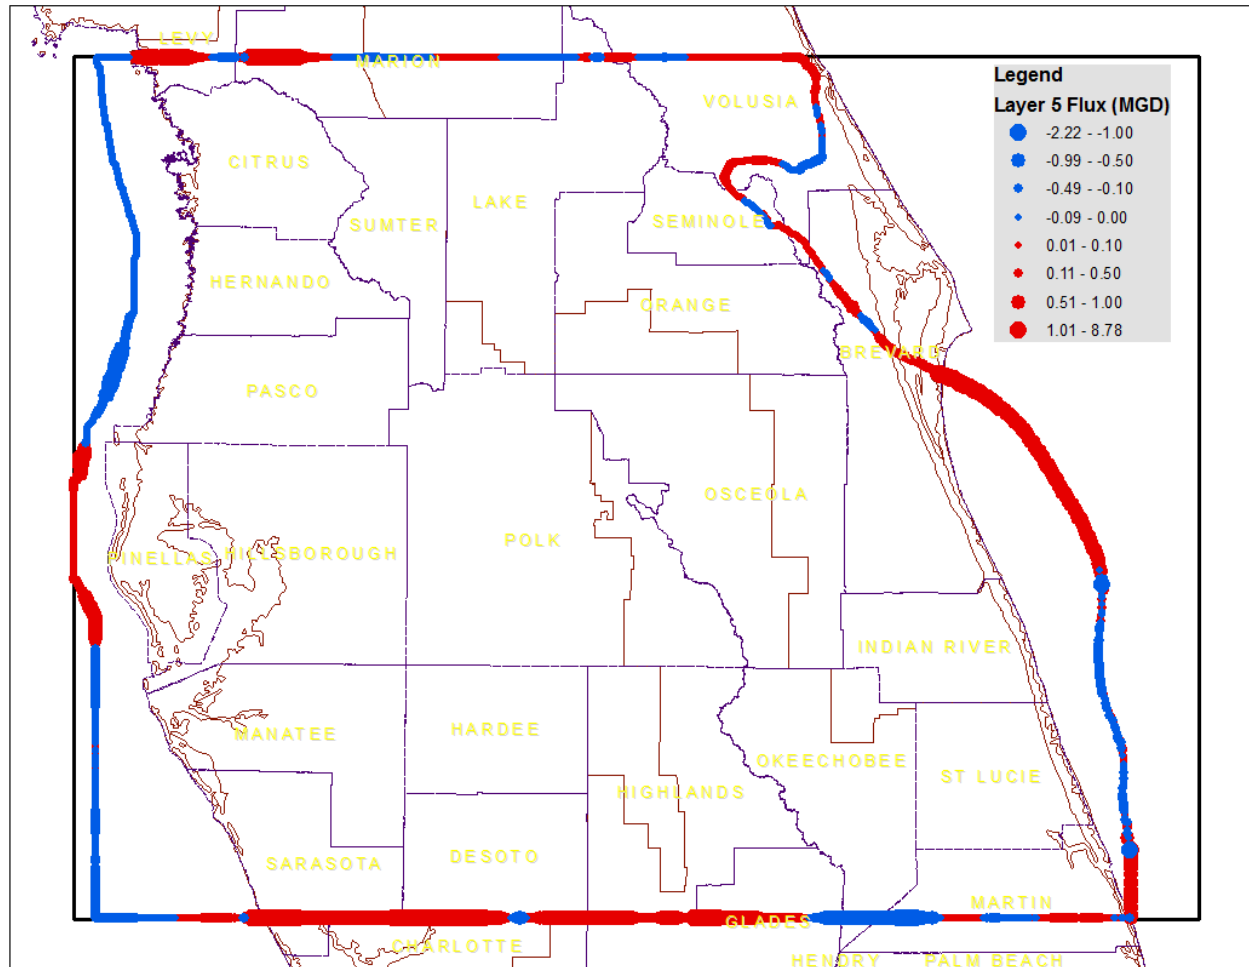 LEVY
MARION
Legend
Layer 5 Flux (MGD)
-2.22 - -1.00
-0.99 - -0.50
-0.49 - -0.10
-0.09 - 0.00
0.01 - 0.10
0.11 - 0.50
0.51 - 1.00
1.01 - 8.78
VOLUSIA
CITRUS
LAKE
SUMTER
SEMINOLE
HERNANDO
ORANGE
BREVARD
PASCO
OSCEOLA
POLK
PINELLAS
HILLSBOROUGH
INDIAN RIVER
MANATEE
HARDEE
OKEECHOBEE
ST LUCIE
HIGHLANDS
SARASOTA
DESOTO
MARTIN
GLADES
CHARLOTTE
HENDRY
PALM BEACH